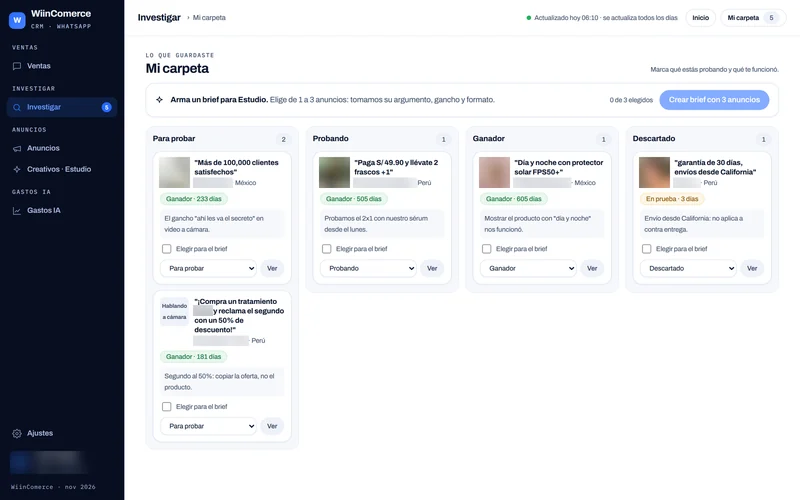 W
WiinComerce
CRM · WHATSAPP
VENTAS
Ventas
INVESTIGAR
Investigar
5
ANUNCIOS
Anuncios
Creativos · Estudio
GASTOS IA
Gastos IA
Ajustes
WiinComerce · nov 2026
Investigar › Mi carpeta
Actualizado hoy 06:10 · se actualiza todos los días
Inicio
Mi carpeta 5
LO QUE GUARDASTE
Mi carpeta
Marca qué estás probando y qué te funcionó.
Arma un brief para Estudio. Elige de 1 a 3 anuncios: tomamos su argumento, gancho y formato.
0 de 3 elegidos
Crear brief con 3 anuncios
Para probar 2
"Más de 100,000 clientes
satisfechos"
· México
Ganador · 233 días
El gancho "ahí les va el secreto" en
video a cámara.
Elegir para el brief
Para probar
Ver
Hablando
a cámara
"¡Compra un tratamiento
y reclama el segundo
con un 50% de
descuento!"
· Perú
Ganador · 181 días
Segundo al 50%: copiar la oferta, no el
producto.
Elegir para el brief
Para probar
Ver
Probando 1
"Paga S/ 49.90 y llévate 2
frascos +1"
Perú
Ganador · 505 días
Probamos el 2x1 con nuestro sérum
desde el lunes.
Elegir para el brief
Probando
Ver
Ganador 1
"Día y noche con protector
solar FPS50+"
· México
Ganador · 605 días
Mostrar el producto con "día y noche"
nos funcionó.
Elegir para el brief
Ganador
Ver
Descartado 1
"garantía de 30 días,
envíos desde California"
· Perú
En prueba · 3 días
Envío desde California: no aplica a
contra entrega.
Elegir para el brief
Descartado
Ver